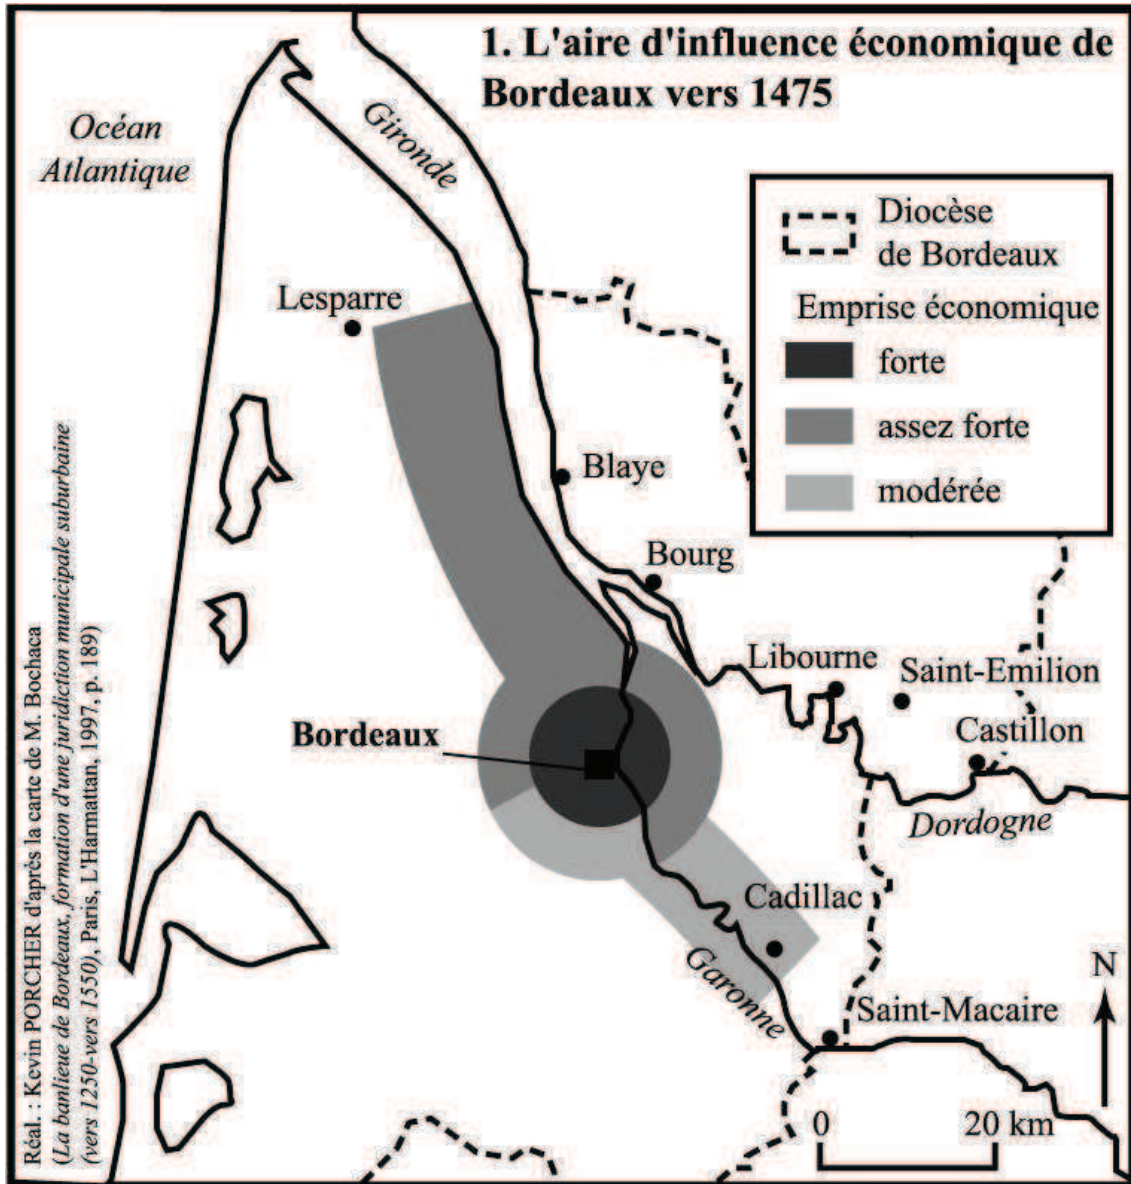 1. L'aire d'influence économique de
Bordeaux vers 1475
Océan
Atlantique
Gironde
Diocèse
de Bordeaux
Emprise économique
forte
assez forte
modérée
Lesparre
Blaye
Bourg
Libourne
Saint-Emilion
Castillon
Bordeaux
Dordogne
Cadillac
Garonne
Saint-Macaire
N
0 20 km
Réal. : Kevin PORCHER d'après la carte de M. Bochaca
(La banlieue de Bordeaux, formation d'une juridiction municipale suburbaine
(vers 1250-vers 1550), Paris, L'Harmattan, 1997, p. 189)